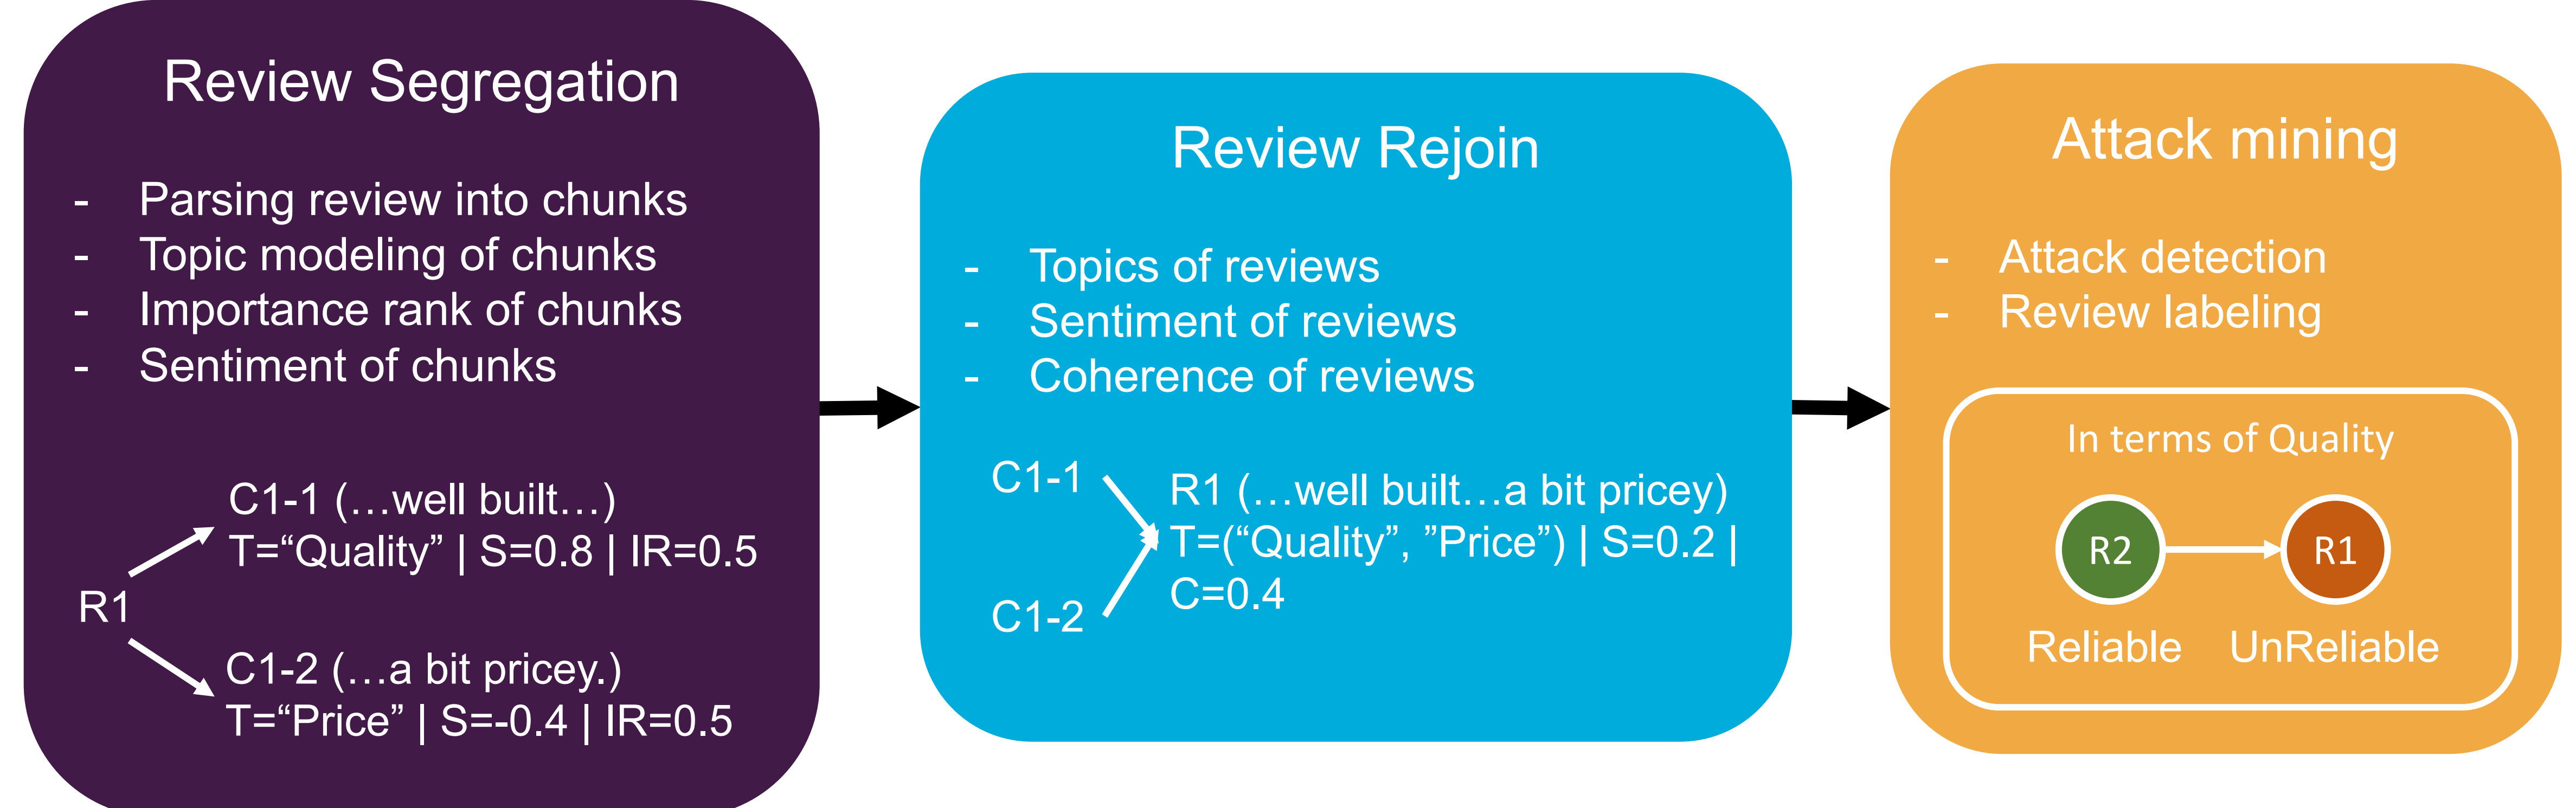 Review Segregation
- Parsing review into chunks
- Topic modeling of chunks
- Importance rank of chunks
- Sentiment of chunks
R1
C1-1 (…well built…)
T=“Quality” | S=0.8 | IR=0.5
C1-2 (…a bit pricey.)
T=“Price” | S=-0.4 | IR=0.5
Review Rejoin
- Topics of reviews
- Sentiment of reviews
- Coherence of reviews
C1-1
C1-2
R1 (…well built…a bit pricey)
T=(“Quality”, ”Price”) | S=0.2 |
C=0.4
Attack mining
- Attack detection
- Review labeling
In terms of Quality
R2 R1
Reliable UnReliable